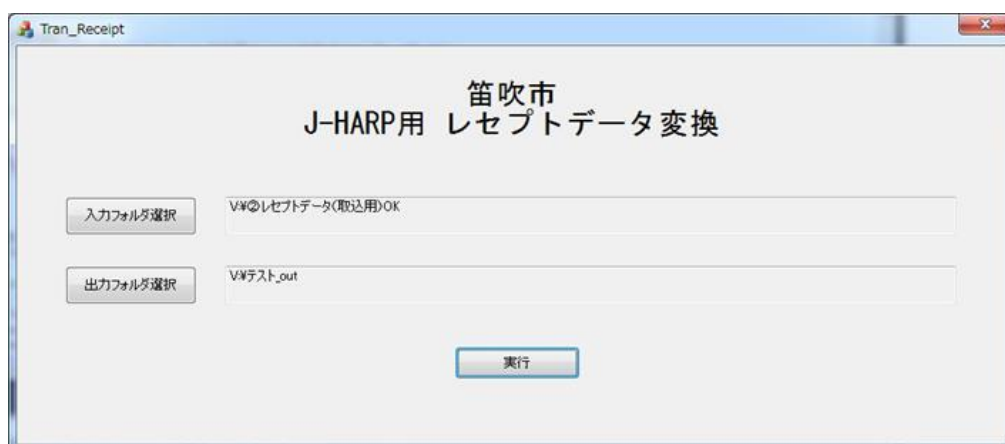 Tran_Receipt
笛吹市
J-HARP用 レセプトデータ変換
入力フォルダ選択
V:¥②レセプトデータ(取込用)OK
出力フォルダ選択
V:¥テスト_out
実行